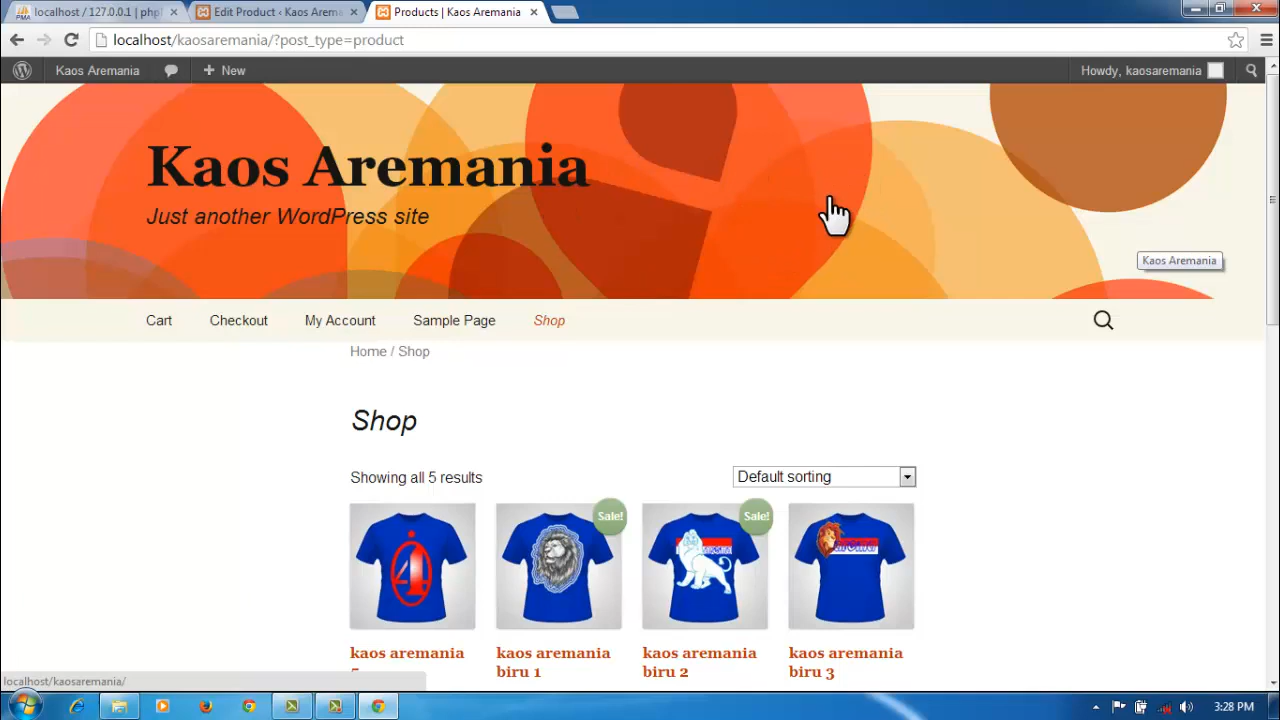 localhost / 127.0.0.1 | php
Edit Product ‹ Kaos Arem
Products | Kaos Aremania
localhost/kaosaremania/?post_type=product
Kaos Aremania
New
Howdy, kaosaremania
Kaos Aremania
Just another WordPress site
Kaos Aremania
Cart
Checkout
My Account
Sample Page
Shop
Home / Shop
Shop
Showing all 5 results
Default sorting
Sale!
Sale!
kaos aremania
kaos aremania
biru 1
kaos aremania
biru 2
kaos aremania
biru 3
localhost/kaosaremania/
3:28 PM